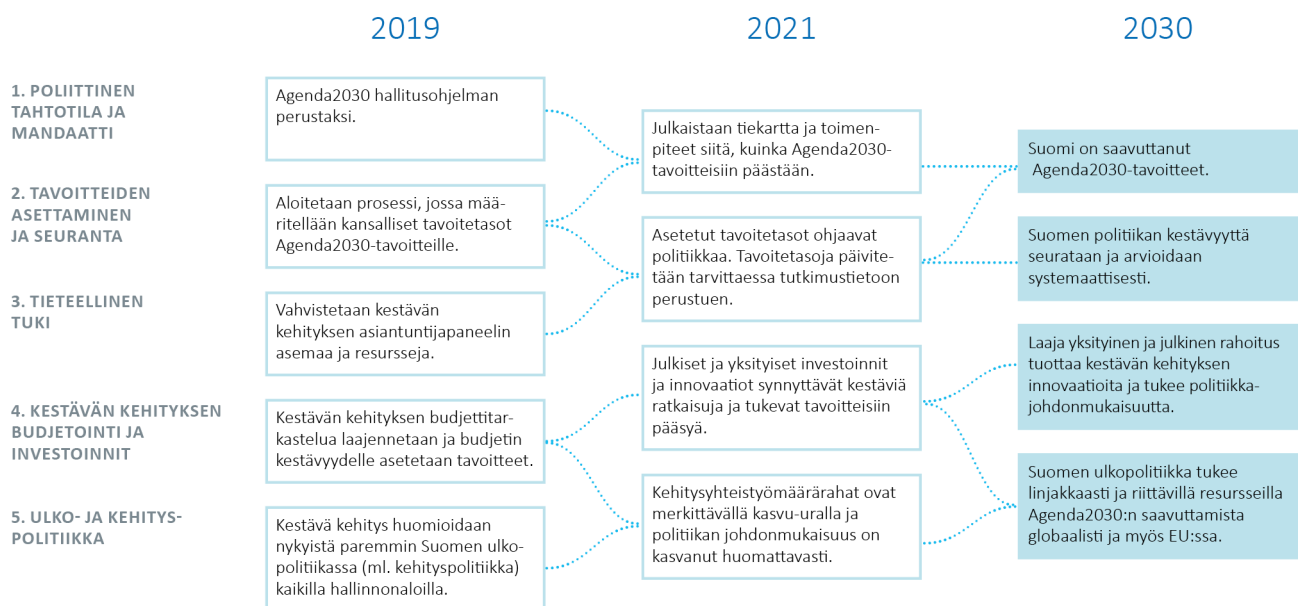 2019
2021
2030
1. POLIITTINEN
TAHTOTILA JA
MANDAATTI
2. TAVOITTEIDEN
ASETTAMINEN
JA SEURANTA
3. TIETEELLINEN
TUKI
4. KESTÄVÄN KEHITYKSEN
BUDJETOINTI JA
INVESTOINNIT
5. ULKO- JA KEHITYS-
POLITIIKKA
Agenda2030 hallitusohjelman
perustaksi.
Aloitetaan prosessi, jossa mää-
ritellään kansalliset tavoitetasot
Agenda2030-tavoitteille.
Vahvistetaan kestävän
kehityksen asiantuntijapaneelin
asemaa ja resursseja.
Kestävän kehityksen budjettitar-
kastelua laajennetaan ja budjetin
kestävyydelle asetetaan tavoitteet.
Kestävä kehitys huomioidaan
nykyistä paremmin Suomen ulko-
politiikassa (ml. kehityspolitiikka)
kaikilla hallinnonaloilla.
Julkaistaan tiekartta ja toimen-
piteet siitä, kuinka Agenda2030-
tavoitteisiin päästään.
Asetetut tavoitetasot ohjaavat
politiikkaa. Tavoitetasoja päivite-
tään tarvittaessa tutkimustietoon
perustuen.
Julkiset ja yksityiset investoinnit
ja innovaatiot synnyttävät kestäviä
ratkaisuja ja tukevat tavoitteisiin
pääsyä.
Kehitysyhteistyömäärärahat ovat
merkittävällä kasvu-uralla ja
politiikan johdonmukaisuus on
kasvanut huomattavasti.
Suomi on saavuttanut
Agenda2030-tavoitteet.
Suomen politiikan kestävyyttä
seurataan ja arvioidaan
systemaattisesti.
Laaja yksityinen ja julkinen rahoitus
tuottaa kestävän kehityksen
innovaatioita ja tukee politiikka-
johdonmukaisuutta.
Suomen ulkopolitiikka tukee
linjakkaasti ja riittävillä resursseilla
Agenda2030:n saavuttamista
globaalisti ja myös EU:ssa.